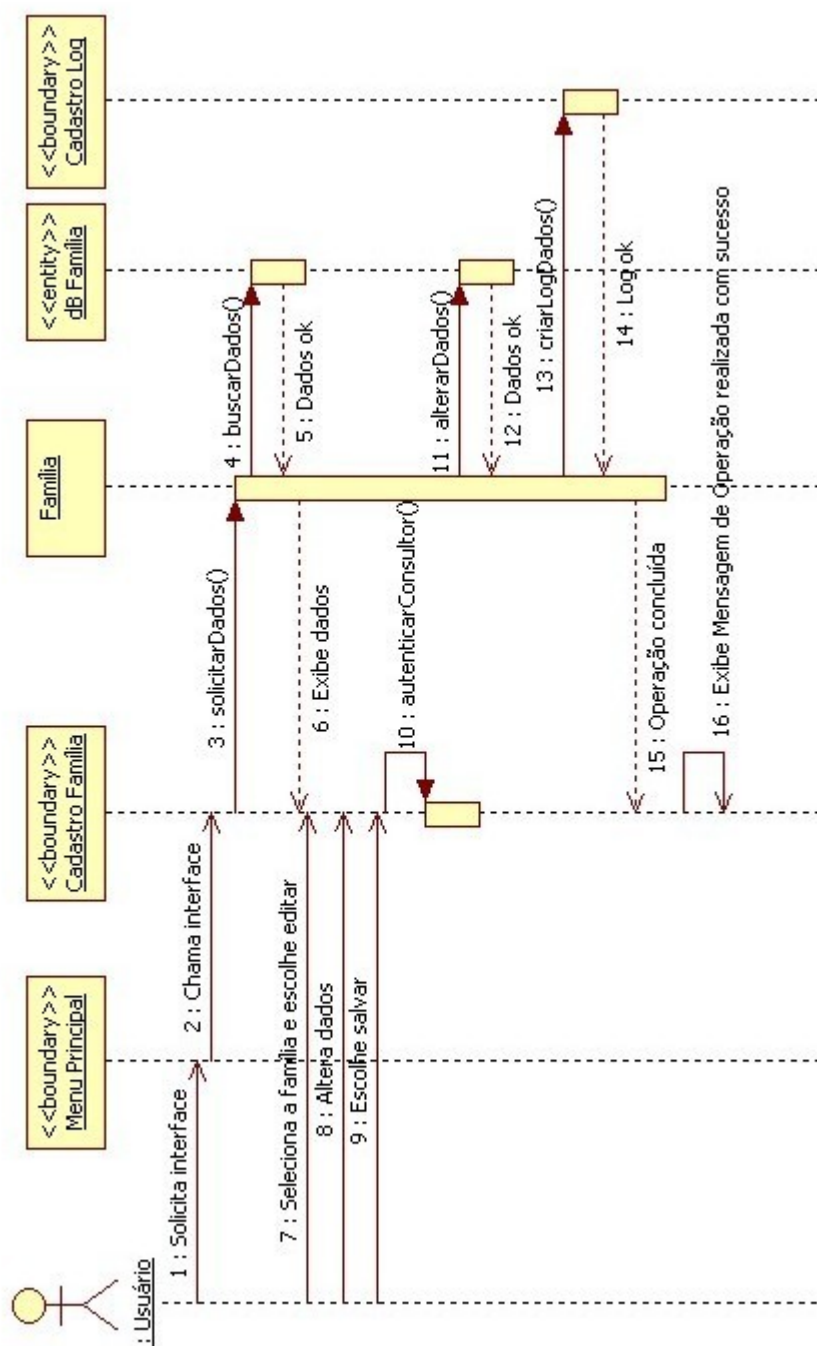 : Usuário
<<boundary>>
Menu Principal
<<boundary>>
Cadastro Família
Família
<<entity>>
dB Família
<<boundary>>
Cadastro Log
1 : Solicita interface
2 : Chama interface
3 : solicitarDados()
4 : buscarDados()
5 : Dados ok
6 : Exibe dados
7 : Seleciona a família e escolhe editar
8 : Altera dados
9 : Escolhe salvar
10 : autenticarConsultor()
11 : alterarDados()
12 : Dados ok
13 : criarLogDados()
14 : Log ok
15 : Operação concluída
16 : Exibe Mensagem de Operação realizada com sucesso